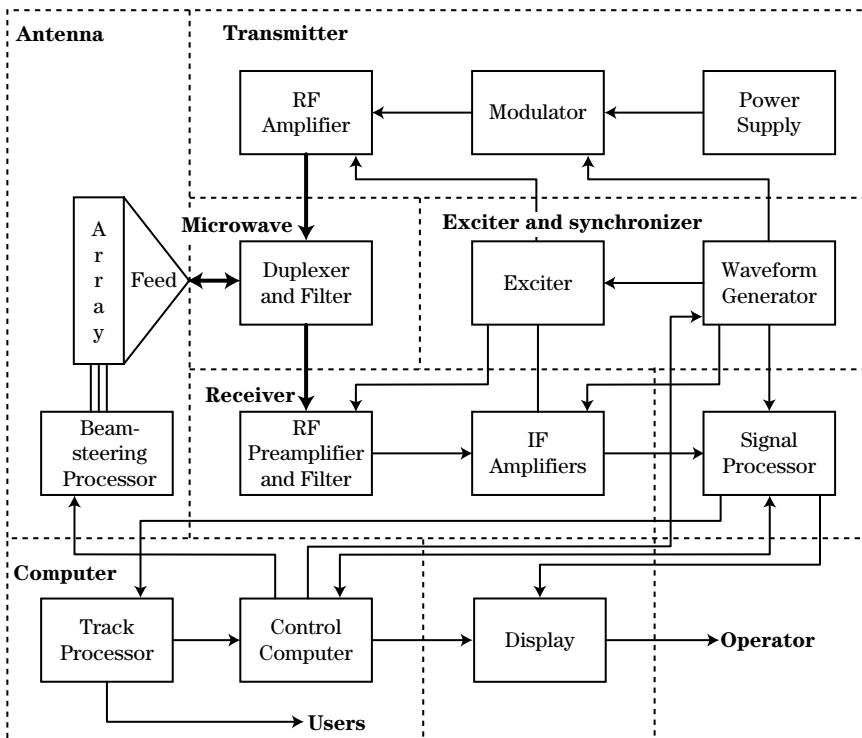 Antenna
Transmitter
RF
Amplifier
Modulator
Power
Supply
Microwave
Exciter and synchronizer
Array
Feed
Duplexer
and Filter
Exciter
Waveform
Generator
Receiver
Beam-
steering
Processor
RF
Preamplifier
and Filter
IF
Amplifiers
Signal
Processor
Computer
Track
Processor
Control
Computer
Display
Operator
Users